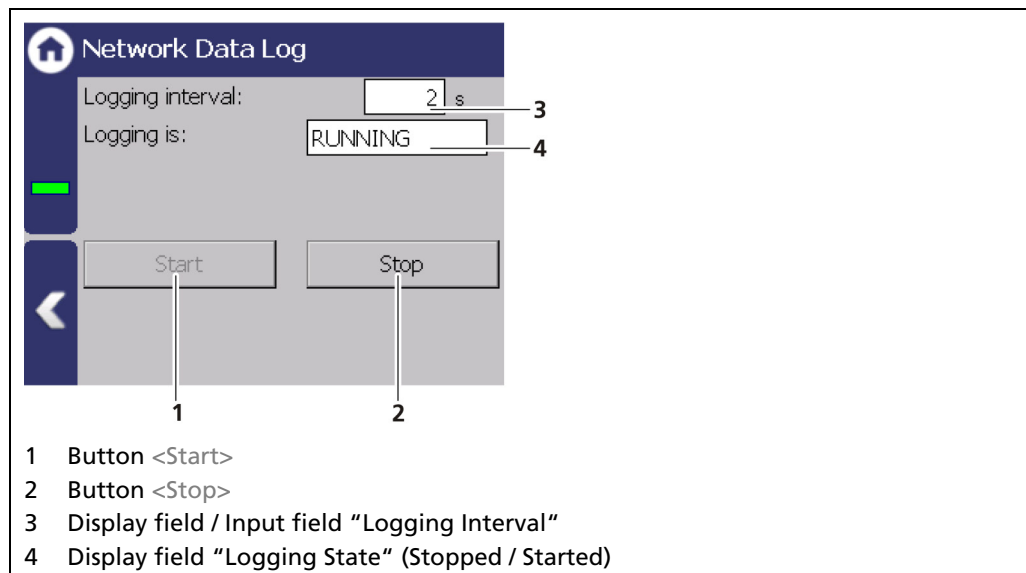 Network Data Log
Logging interval: 2 s
3
Logging is: RUNNING
4
Start Stop
1 2
1 Button <Start>
2 Button <Stop>
3 Display field / Input field “Logging Interval“
4 Display field “Logging State“ (Stopped / Started)